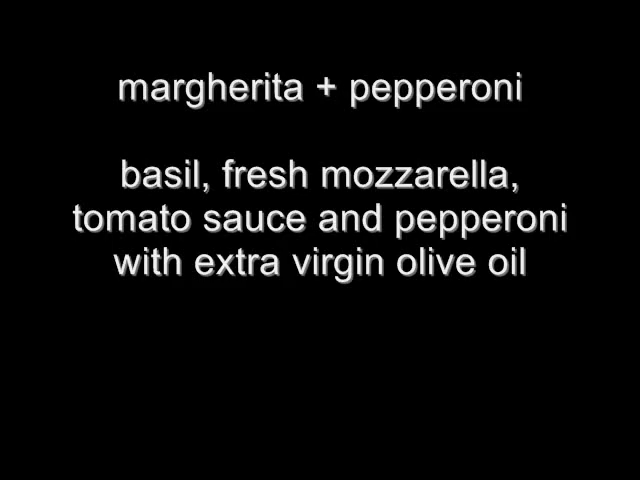 margherita + pepperoni
basil, fresh mozzarella,
tomato sauce and pepperoni
with extra virgin olive oil